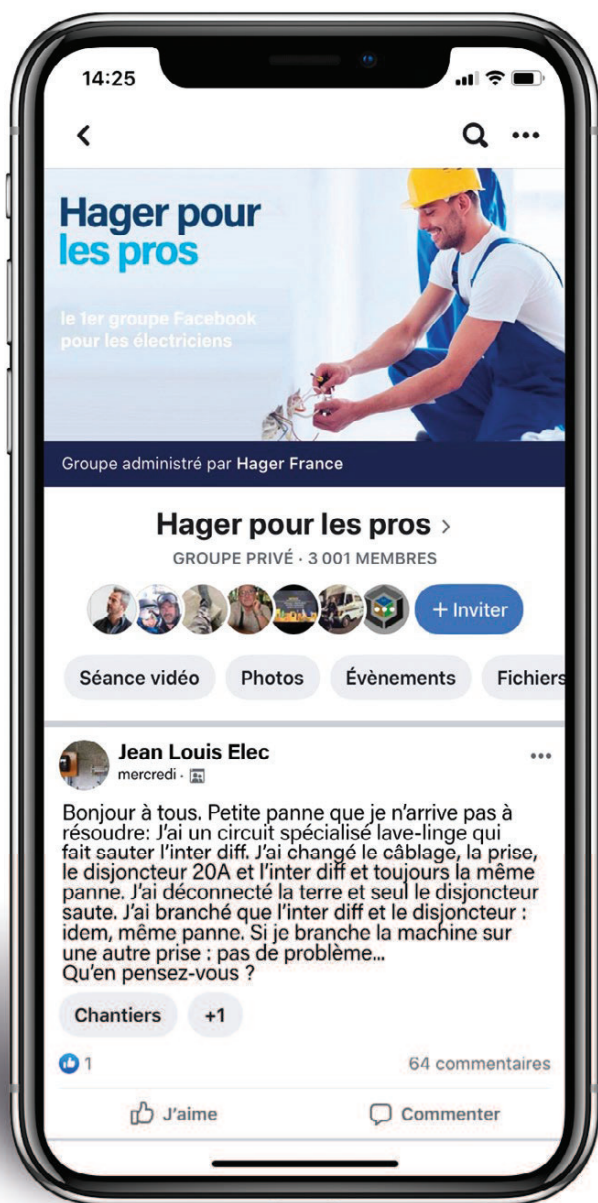 14:25
Hager pour
les pros
le 1er groupe Facebook
pour les électriciens
Groupe administré par Hager France
Hager pour les pros
GROUPE PRIVÉ · 3 001 MEMBRES
+ Inviter
Séance vidéo
Photos
Évènements
Fichiers
Jean Louis Elec
mercredi ·
Bonjour à tous. Petite panne que je n’arrive pas à
résoudre: J’ai un circuit spécialisé lave-linge qui
fait sauter l’inter diff. J’ai changé le câblage, la prise,
le disjoncteur 20A et l’inter diff et toujours la même
panne. J’ai déconnecté la terre et seul le disjoncteur
saute. J’ai branché que l’inter diff et le disjoncteur :
idem, même panne. Si je branche la machine sur
une autre prise : pas de problème...
Qu’en pensez-vous ?
Chantiers
+1
1
64 commentaires
J’aime
Commenter